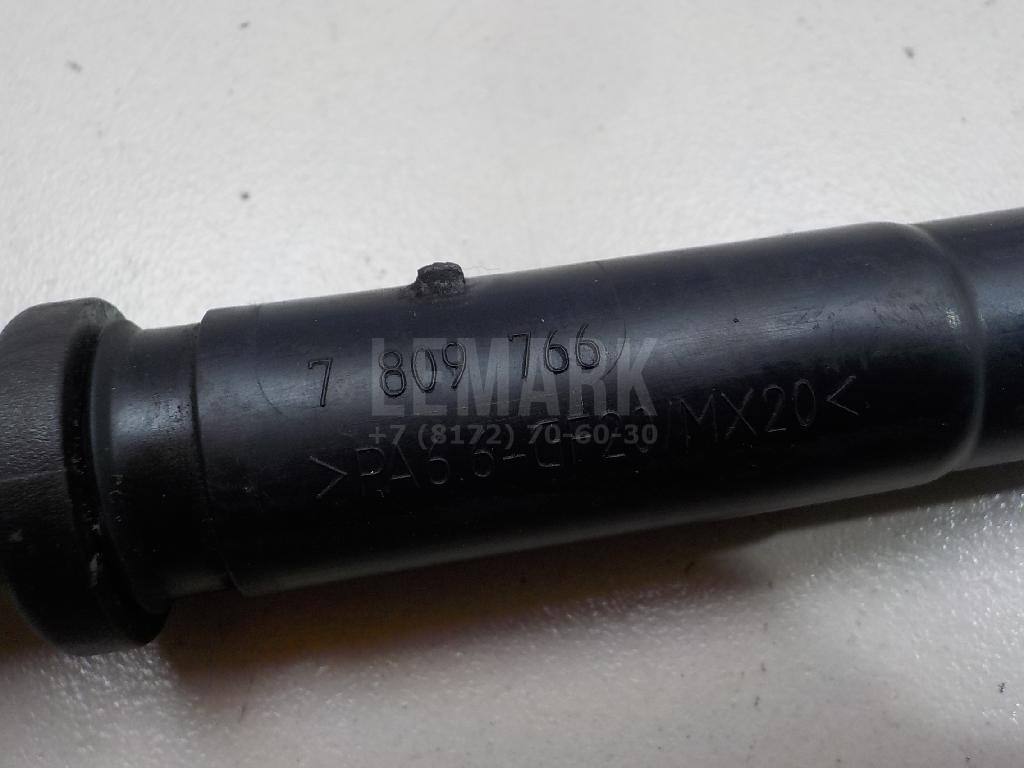 7 809 766
LEMARK
+7 (8172) 70-60-30
>PA6.6-GF20/MX20<